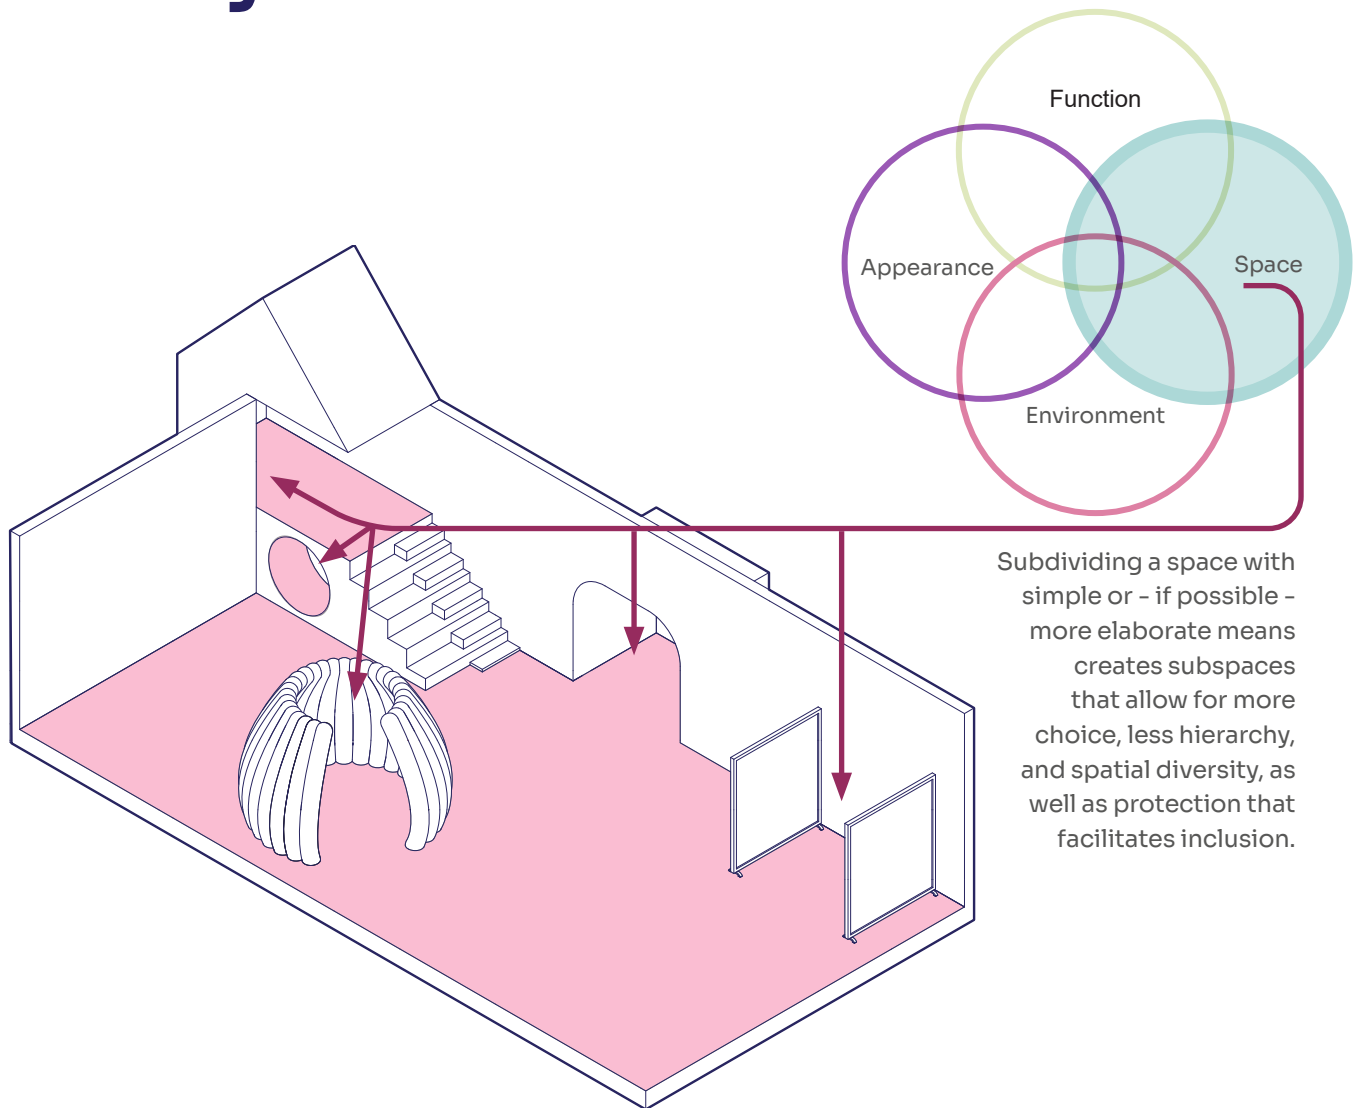 Function
Appearance
Space
Environment
Subdividing a space with
simple or - if possible -
more elaborate means
creates subspaces
that allow for more
choice, less hierarchy,
and spatial diversity, as
well as protection that
facilitates inclusion.